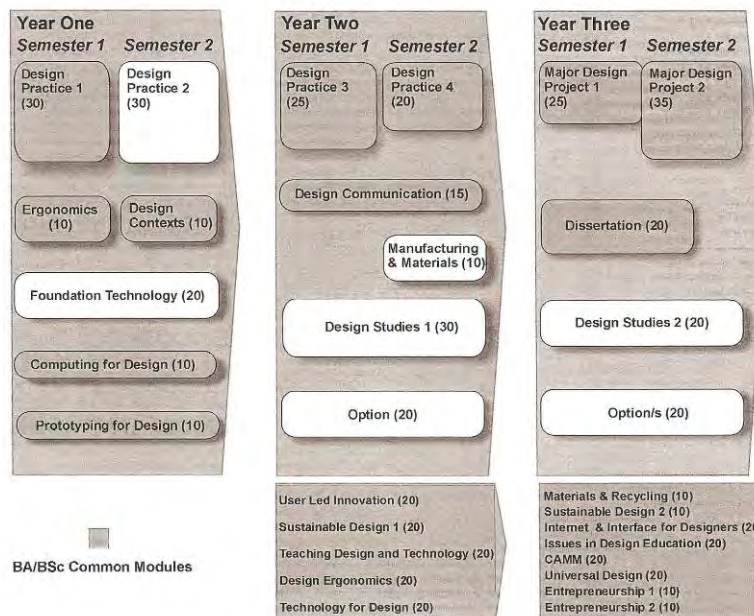 Year One
Semester 1 Semester 2
Design
Practice 1
(30)
Design
Practice 2
(30)
Ergonomics
(10)
Design
Contexts (10)
Foundation Technology (20)
Computing for Design (10)
Prototyping for Design (10)
Year Two
Semester 1 Semester 2
Design
Practice 3
(25)
Design
Practice 4
(20)
Design Communication (15)
Manufacturing
& Materials (10)
Design Studies 1 (30)
Option (20)
Year Three
Semester 1 Semester 2
Major Design
Project 1
(25)
Major Design
Project 2
(35)
Dissertation (20)
Design Studies 2 (20)
Option/s (20)
BA/BSc Common Modules
User Led Innovation (20)
Sustainable Design 1 (20)
Teaching Design and Technology (20)
Design Ergonomics (20)
Technology for Design (20)
Materials & Recycling (10)
Sustainable Design 2 (10)
Internet & Interface for Designers (20
Issues in Design Education (20)
CAMM (20)
Universal Design (20)
Entrepreneurship 1 (10)
Entrepreneurship 2 (10)